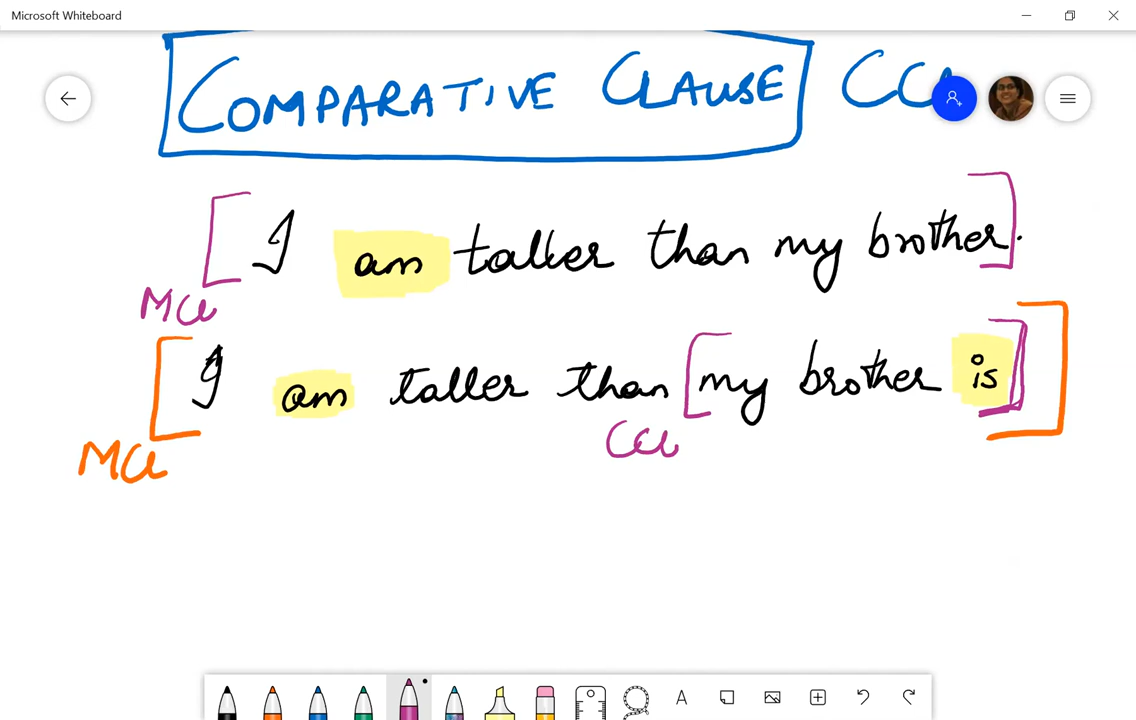 Microsoft Whiteboard
COMPARATIVE CLAUSE CCl
[I am taller than my brother.]
MCl
[I am taller than [my brother is]]
MCl CCl
A